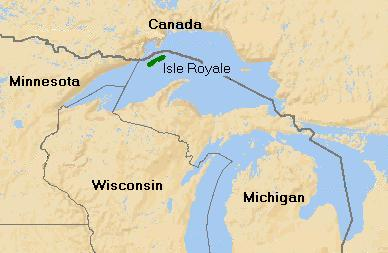 Canada
Isle Royale
Minnesota
Wisconsin
Michigan